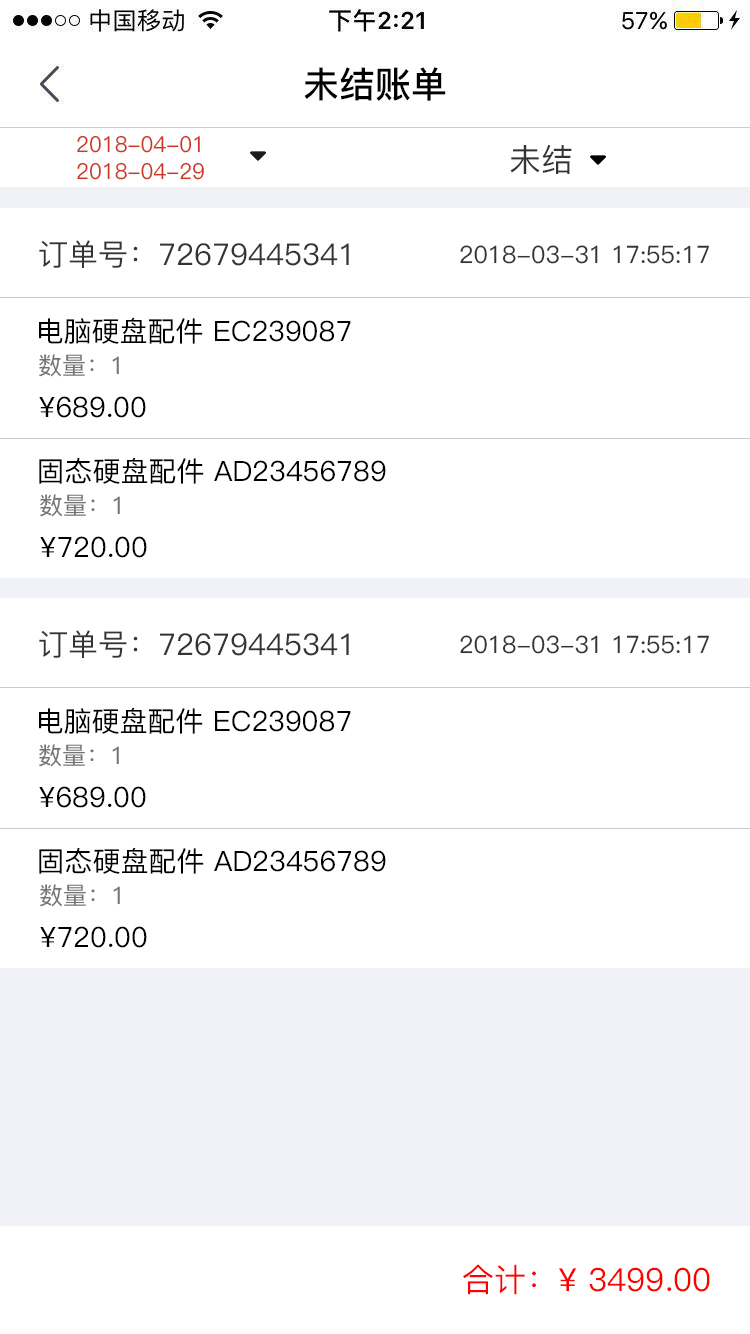 中国移动 下午2:21 57%
未结账单
2018-04-01
2018-04-29
未结
订单号：72679445341 2018-03-31 17:55:17
电脑硬盘配件 EC239087
数量：1
¥689.00
固态硬盘配件 AD23456789
数量：1
¥720.00
订单号：72679445341 2018-03-31 17:55:17
电脑硬盘配件 EC239087
数量：1
¥689.00
固态硬盘配件 AD23456789
数量：1
¥720.00
合计：¥ 3499.00